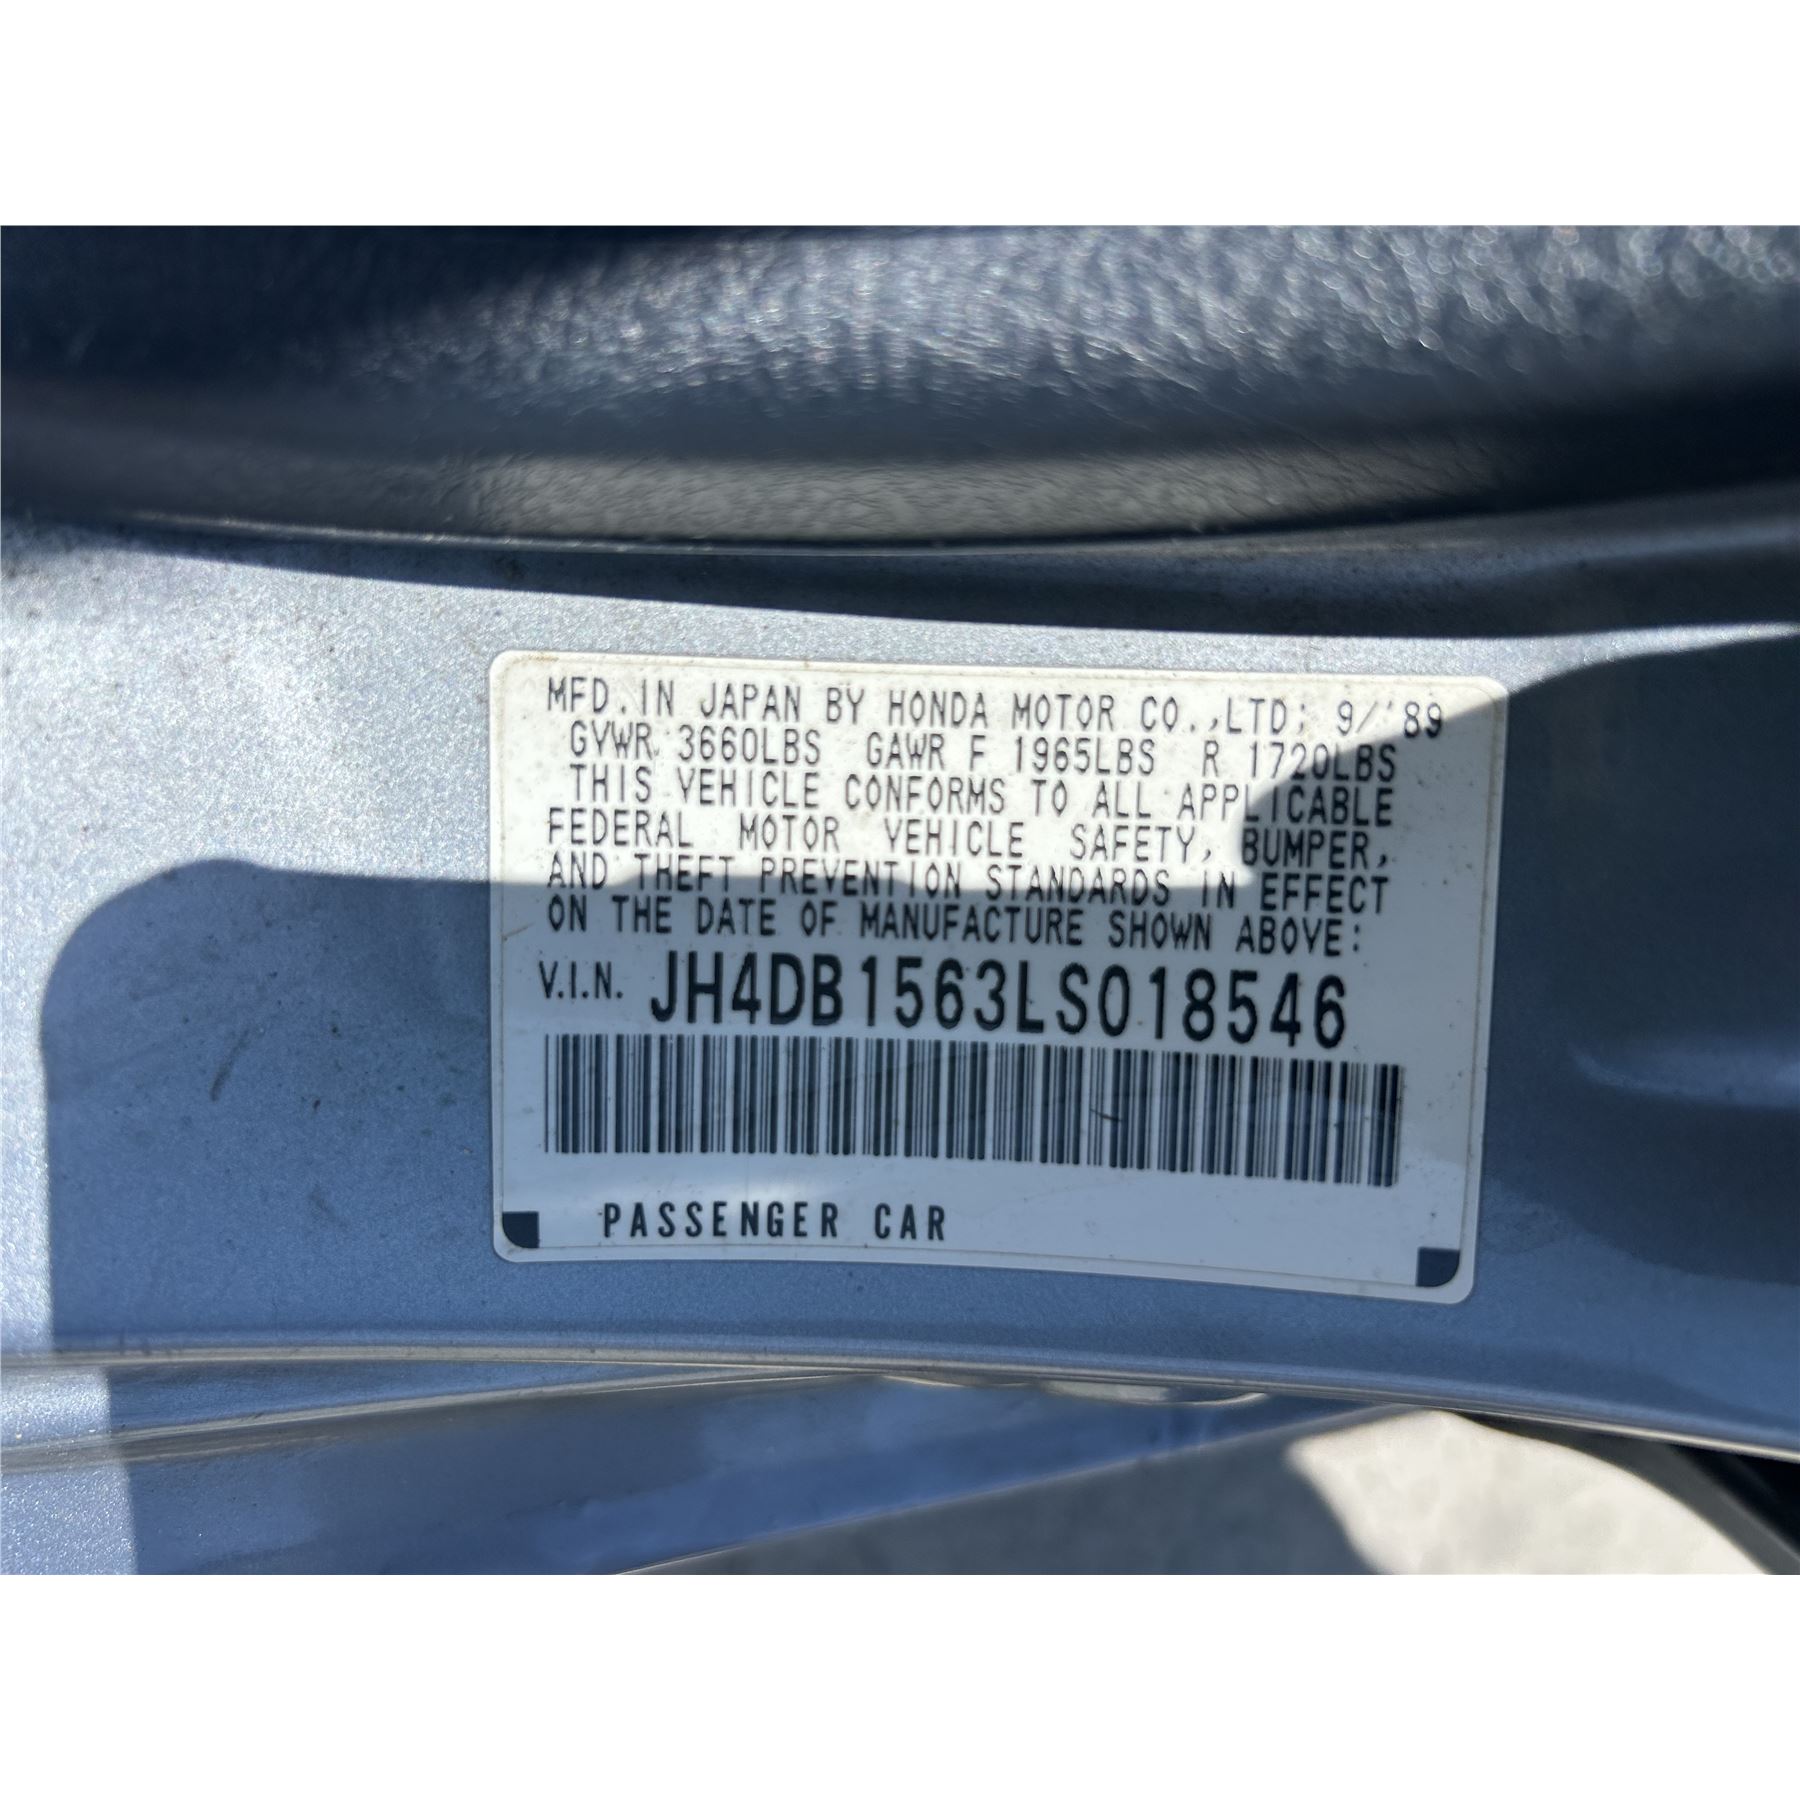 MFD. IN JAPAN BY HONDA MOTOR CO.,LTD; 9/'89
GVWR 3660LBS GAWR F 1965LBS R 1720LBS
THIS VEHICLE CONFORMS TO ALL APPLICABLE
FEDERAL MOTOR VEHICLE SAFETY, BUMPER,
AND THEFT PREVENTION STANDARDS IN EFFECT
ON THE DATE OF MANUFACTURE SHOWN ABOVE:
V.I.N. JH4DB1563LS018546
PASSENGER CAR